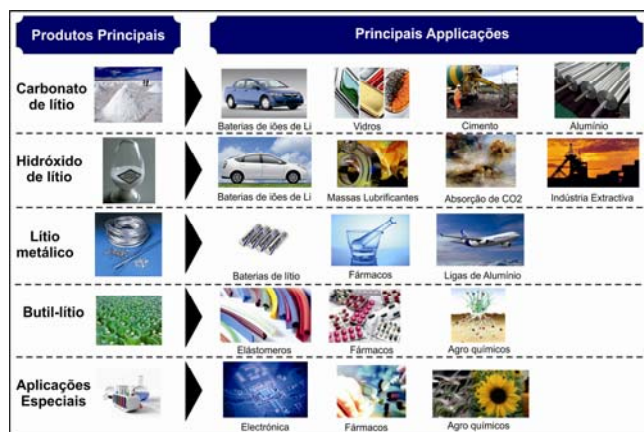 Produtos Principais
Principais Applicações
Carbonato
de lítio
Baterias de iões de Li
Vidros
Cimento
Alumínio
Hidróxido
de lítio
Baterias de iões de Li
Massas Lubrificantes
Absorção de CO2
Indústria Extractiva
Lítio
metálico
Baterias de lítio
Fármacos
Ligas de Alumínio
Butil-lítio
Elástomeros
Fármacos
Agro químicos
Aplicações
Especiais
Electrónica
Fármacos
Agro químicos